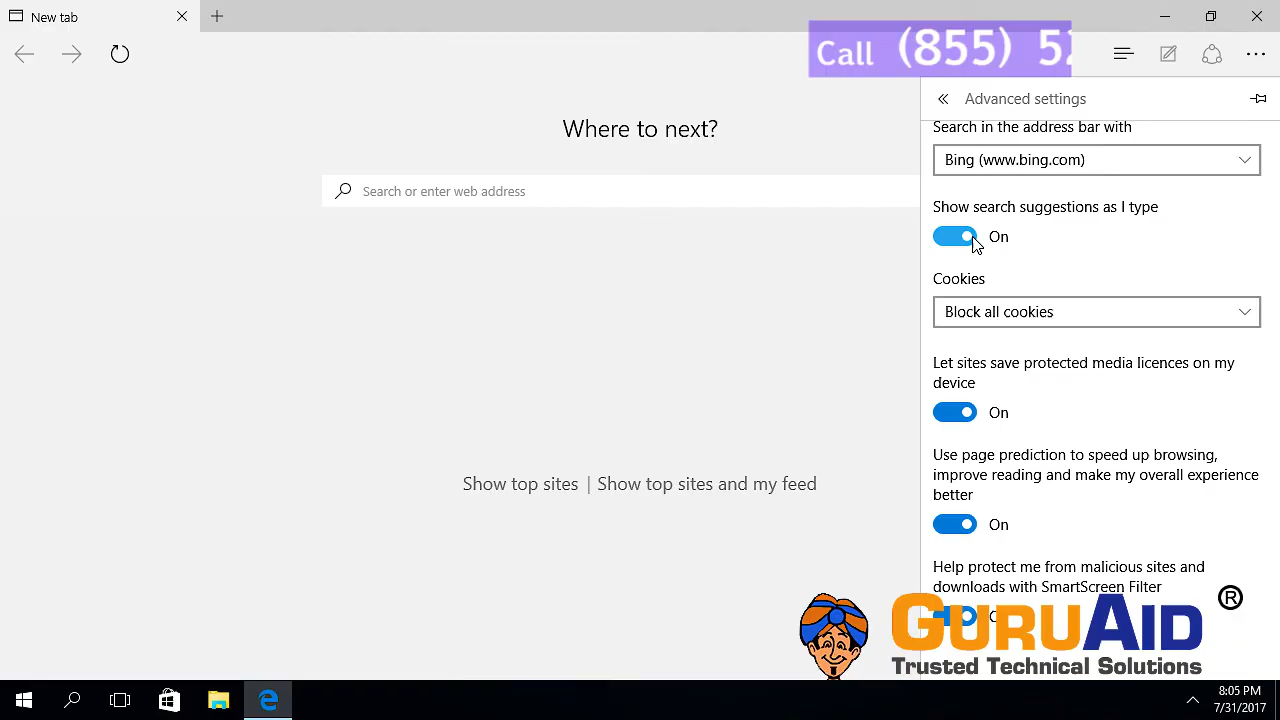 New tab
Call (855) 52
Advanced settings
Search in the address bar with
Bing (www.bing.com)
Where to next?
Search or enter web address
Show search suggestions as I type
On
Cookies
Block all cookies
Let sites save protected media licences on my
device
On
Use page prediction to speed up browsing,
improve reading and make my overall experience
better
On
Show top sites | Show top sites and my feed
Help protect me from malicious sites and
downloads with SmartScreen Filter
GURUAID ®
Trusted Technical Solutions
8:05 PM
7/31/2017